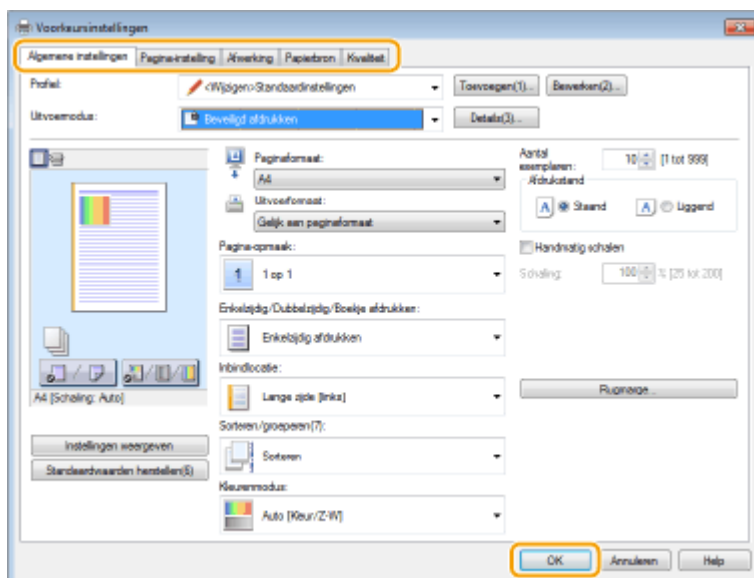 Voorkeursinstellingen
Algemene instellingen Pagina-instelling Afwerking Papierbron Kwaliteit
Profiel: <Wijzigen>Standaardinstellingen Toevoegen(1)... Bewerken(2)...
Uitvoermodus: Beveiligd afdrukken Details(3)...
Paginaformaat:
A4
Uitvoerformaat:
Gelijk aan paginaformaat
Pagina-opmaak:
1 1 op 1
Enkelzijdig/Dubbelzijdig/Boekje afdrukken:
Enkelzijdig afdrukken
Inbindlocatie:
Lange zijde [links]
Sorteren/groeperen(7):
Sorteren
Kleurenmodus:
Auto [Kleur/Z-W]
Aantal
exemplaren: 10 [1 tot 999]
Afdrukstand
A Staand A Liggend
Handmatig schalen
Schaling: 100 % [25 tot 200]
Rugmarge...
A4 [Schaling: Auto]
Instellingen weergeven
Standaardwaarden herstellen(6)
OK Annuleren Help